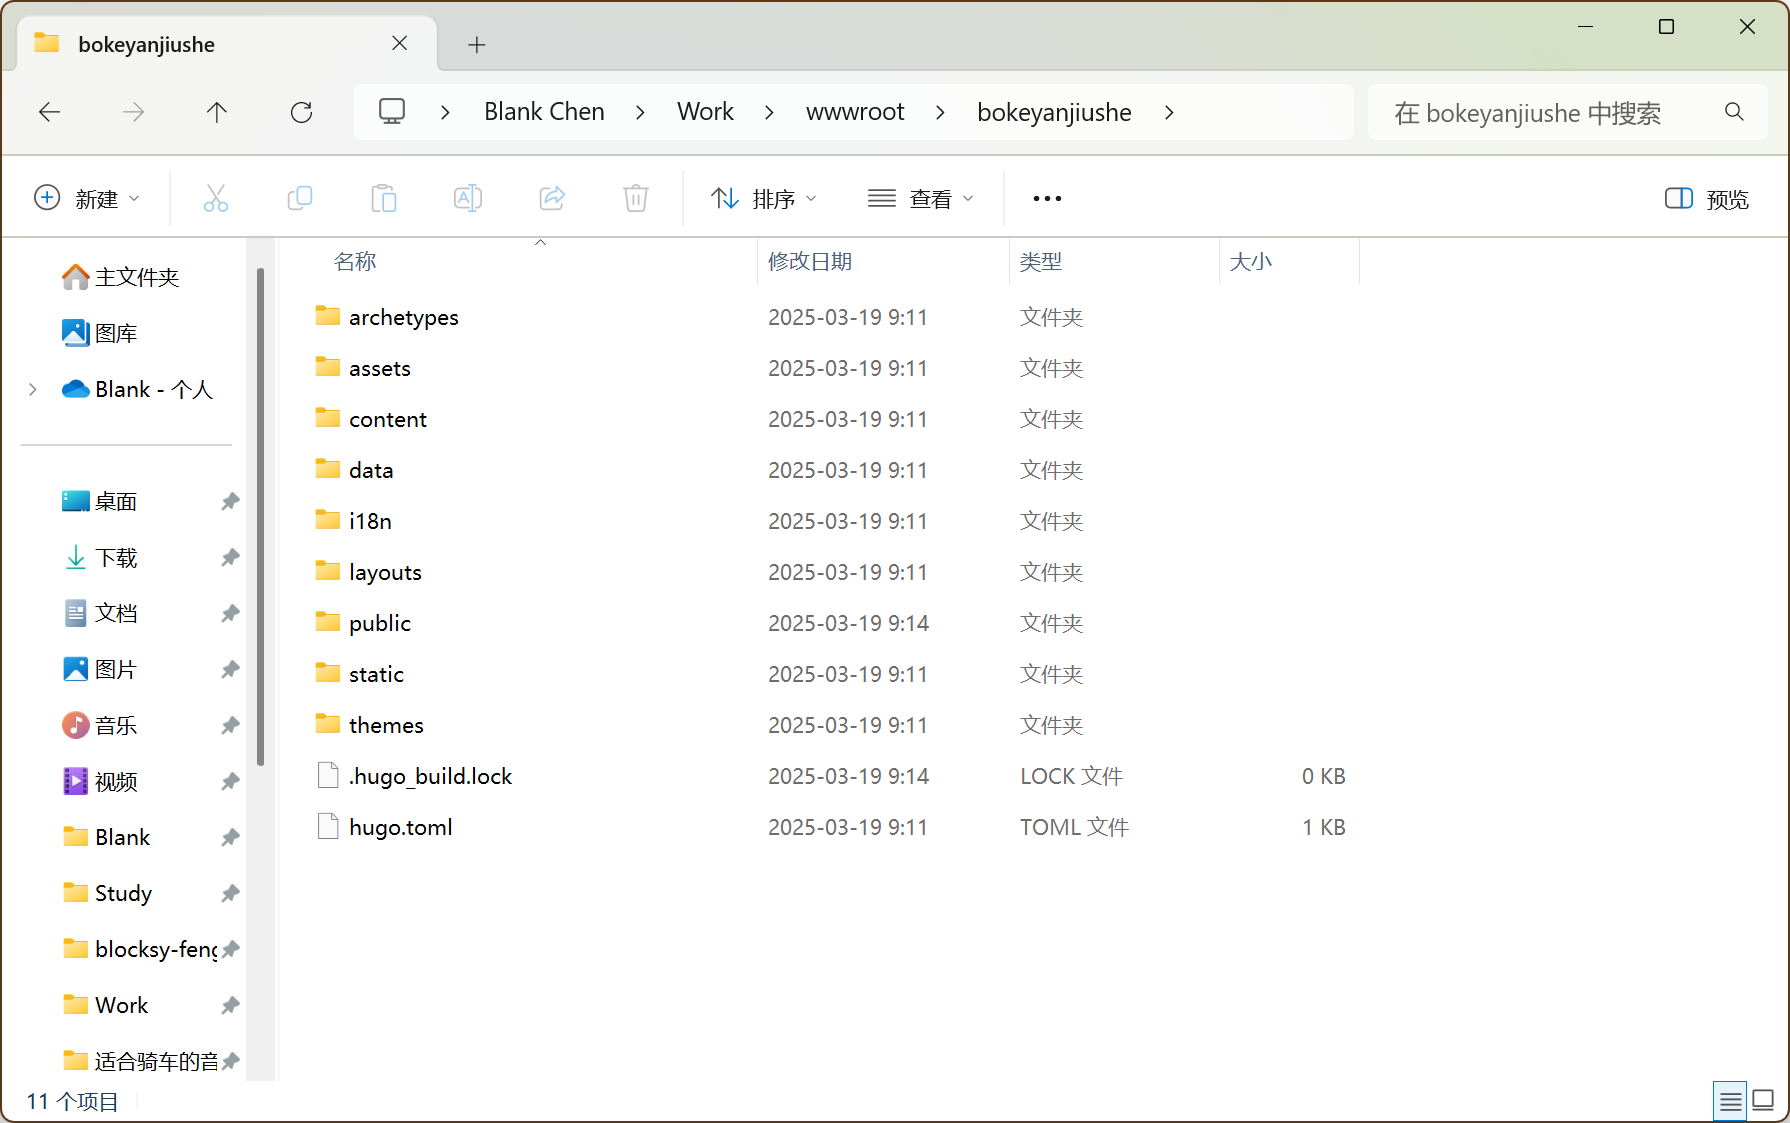 bokeyanjiushe
Blank Chen Work wwwroot bokeyanjiushe
在 bokeyanjiushe 中搜索
新建 排序 查看 预览
主文件夹
图库
Blank - 个人
桌面
下载
文档
图片
音乐
视频
Blank
Study
blocksy-feng
Work
适合骑车的音
名称 修改日期 类型 大小
archetypes 2025-03-19 9:11 文件夹
assets 2025-03-19 9:11 文件夹
content 2025-03-19 9:11 文件夹
data 2025-03-19 9:11 文件夹
i18n 2025-03-19 9:11 文件夹
layouts 2025-03-19 9:11 文件夹
public 2025-03-19 9:14 文件夹
static 2025-03-19 9:11 文件夹
themes 2025-03-19 9:11 文件夹
.hugo_build.lock 2025-03-19 9:14 LOCK 文件 0 KB
hugo.toml 2025-03-19 9:11 TOML 文件 1 KB
11 个项目